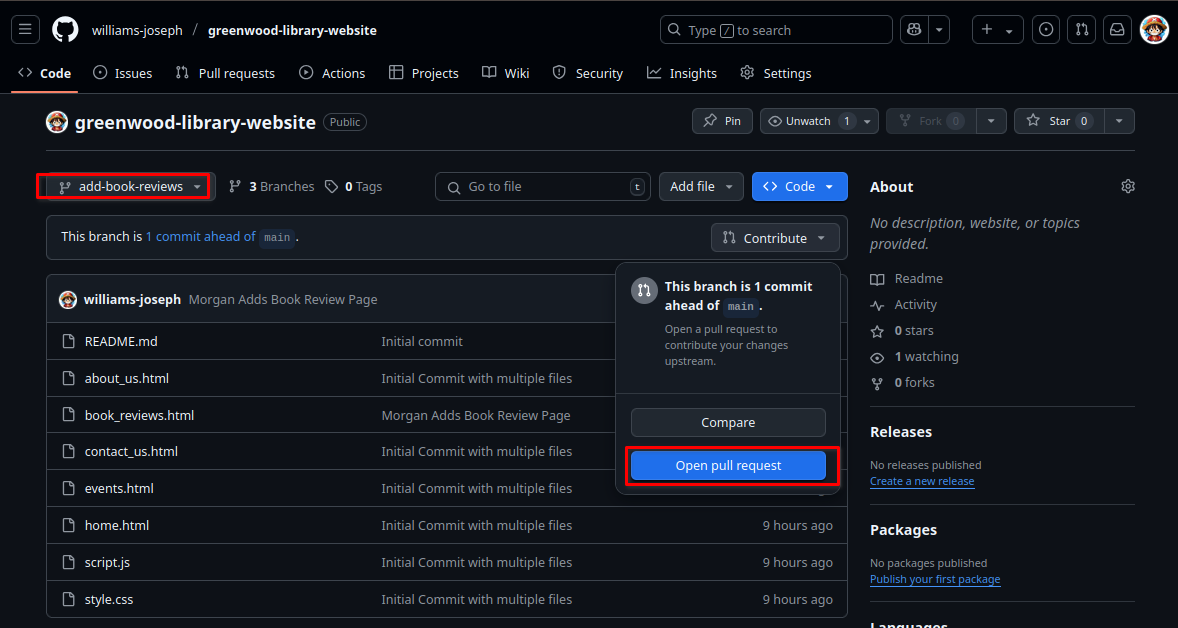 williams-joseph / greenwood-library-website
Type / to search
Code
Issues
Pull requests
Actions
Projects
Wiki
Security
Insights
Settings
greenwood-library-website Public
Pin
Unwatch 1
Fork 0
Star 0
add-book-reviews
3 Branches
0 Tags
Go to file t
Add file
Code
About
No description, website, or topics
provided.
This branch is 1 commit ahead of main .
Contribute
This branch is 1 commit
ahead of main .
Open a pull request to
contribute your changes
upstream.
Compare
Open pull request
williams-joseph Morgan Adds Book Review Page
README.md Initial commit
about_us.html Initial Commit with multiple files
book_reviews.html Morgan Adds Book Review Page
contact_us.html Initial Commit with multiple files
events.html Initial Commit with multiple files
home.html Initial Commit with multiple files 9 hours ago
script.js Initial Commit with multiple files 9 hours ago
style.css Initial Commit with multiple files 9 hours ago
Readme
Activity
0 stars
1 watching
0 forks
Releases
No releases published
Create a new release
Packages
No packages published
Publish your first package
Languages